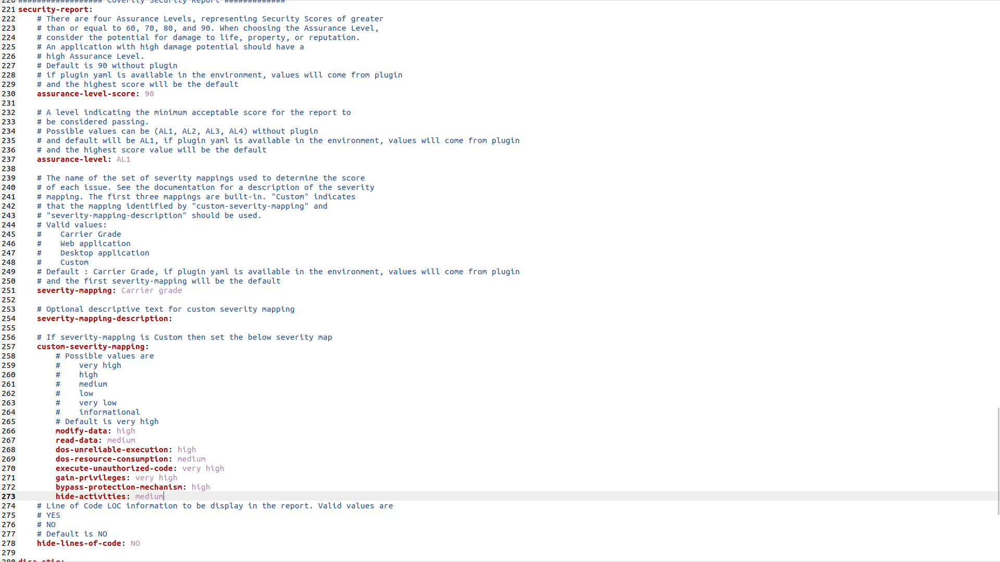 220 ################## Coverity Security Report #############
221 security-report:
222     # There are four Assurance Levels, representing Security Scores of greater
223     # than or equal to 60, 70, 80, and 90. When choosing the Assurance Level,
224     # consider the potential for damage to life, property, or reputation.
225     # An application with high damage potential should have a
226     # high Assurance Level.
227     # Default is 90 without plugin
228     # if plugin yaml is available in the environment, values will come from plugin
229     # and the highest score will be the default
230     assurance-level-score: 90
231
232     # A level indicating the minimum acceptable score for the report to
233     # be considered passing.
234     # Possible values can be (AL1, AL2, AL3, AL4) without plugin
235     # and default will be AL1, if plugin yaml is available in the environment, values will come from plugin
236     # and the highest score value will be the default
237     assurance-level: AL1
238
239     # The name of the set of severity mappings used to determine the score
240     # of each issue. See the documentation for a description of the severity
241     # mapping. The first three mappings are built-in. "Custom" indicates
242     # that the mapping identified by "custom-severity-mapping" and
243     # "severity-mapping-description" should be used.
244     # Valid values:
245     #    Carrier Grade
246     #    Web application
247     #    Desktop application
248     #    Custom
249     # Default : Carrier Grade, if plugin yaml is available in the environment, values will come from plugin
250     # and the first severity-mapping will be the default
251     severity-mapping: Carrier grade
252
253     # Optional descriptive text for custom severity mapping
254     severity-mapping-description:
255
256     # If severity-mapping is Custom then set the below severity map
257     custom-severity-mapping:
258         # Possible values are
259         #    very high
260         #    high
261         #    medium
262         #    low
263         #    very low
264         #    informational
265         # Default is very high
266         modify-data: high
267         read-data: medium
268         dos-unreliable-execution: high
269         dos-resource-consumption: medium
270         execute-unauthorized-code: very high
271         gain-privileges: very high
272         bypass-protection-mechanism: high
273         hide-activities: medium
274     # Line of Code LOC information to be display in the report. Valid values are
275     # YES
276     # NO
277     # Default is NO
278     hide-lines-of-code: NO
279
280 disa-stig: